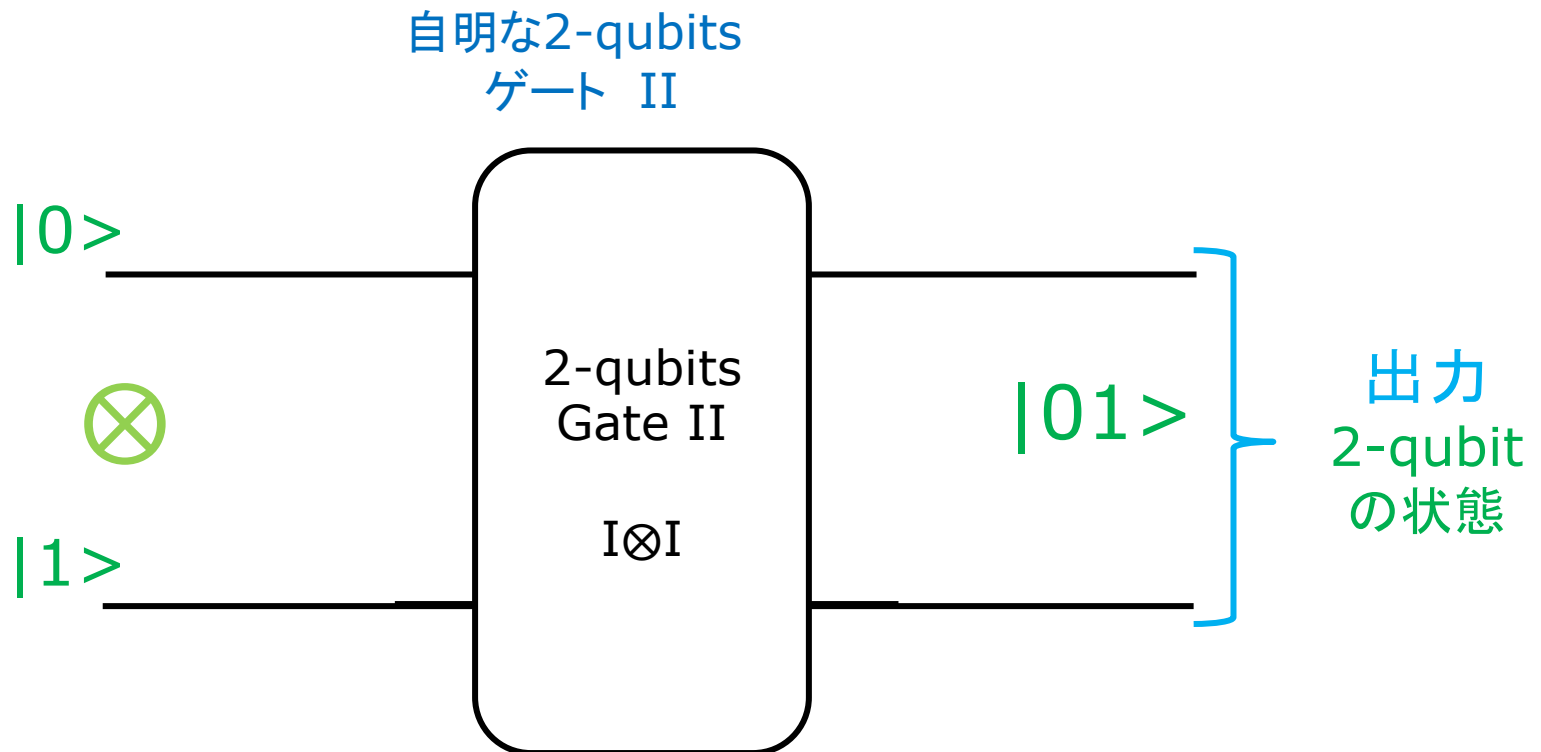 自明な2-qubits
ゲート II
|0>
⊗
|1>
2-qubits
Gate II
I⊗I
|01>
出力
2-qubit
の状態